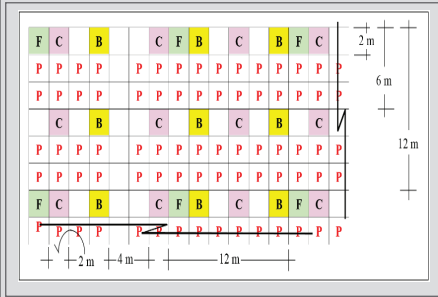 F C B C F B C B F C 2 m
P P P P P P P P P P P P P P P
6 m
P P P P P P P P P P P P P P P
C B C B C B C
12 m
P P P P P P P P P P P P P P P
P P P P P P P P P P P P P P P
F C B C F B C B F C
P P P P P P P P P P P P P P P
2 m 4 m 12 m